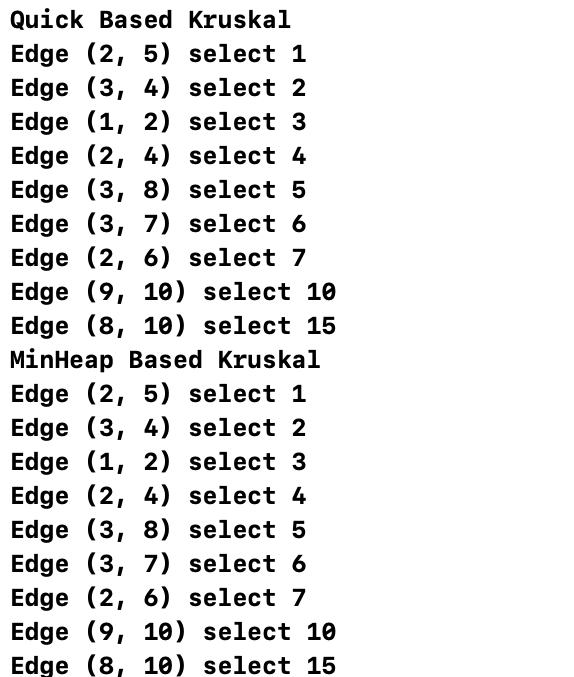 Quick Based Kruskal
Edge (2, 5) select 1
Edge (3, 4) select 2
Edge (1, 2) select 3
Edge (2, 4) select 4
Edge (3, 8) select 5
Edge (3, 7) select 6
Edge (2, 6) select 7
Edge (9, 10) select 10
Edge (8, 10) select 15
MinHeap Based Kruskal
Edge (2, 5) select 1
Edge (3, 4) select 2
Edge (1, 2) select 3
Edge (2, 4) select 4
Edge (3, 8) select 5
Edge (3, 7) select 6
Edge (2, 6) select 7
Edge (9, 10) select 10
Edge (8, 10) select 15